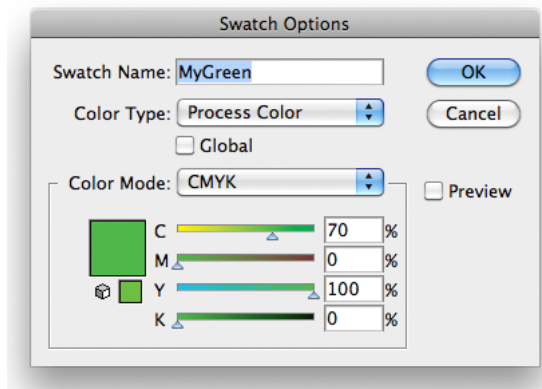 Swatch Options
Swatch Name: MyGreen
OK
Color Type: Process Color
Cancel
Global
Color Mode: CMYK
Preview
C 70 %
M 0 %
Y 100 %
K 0 %